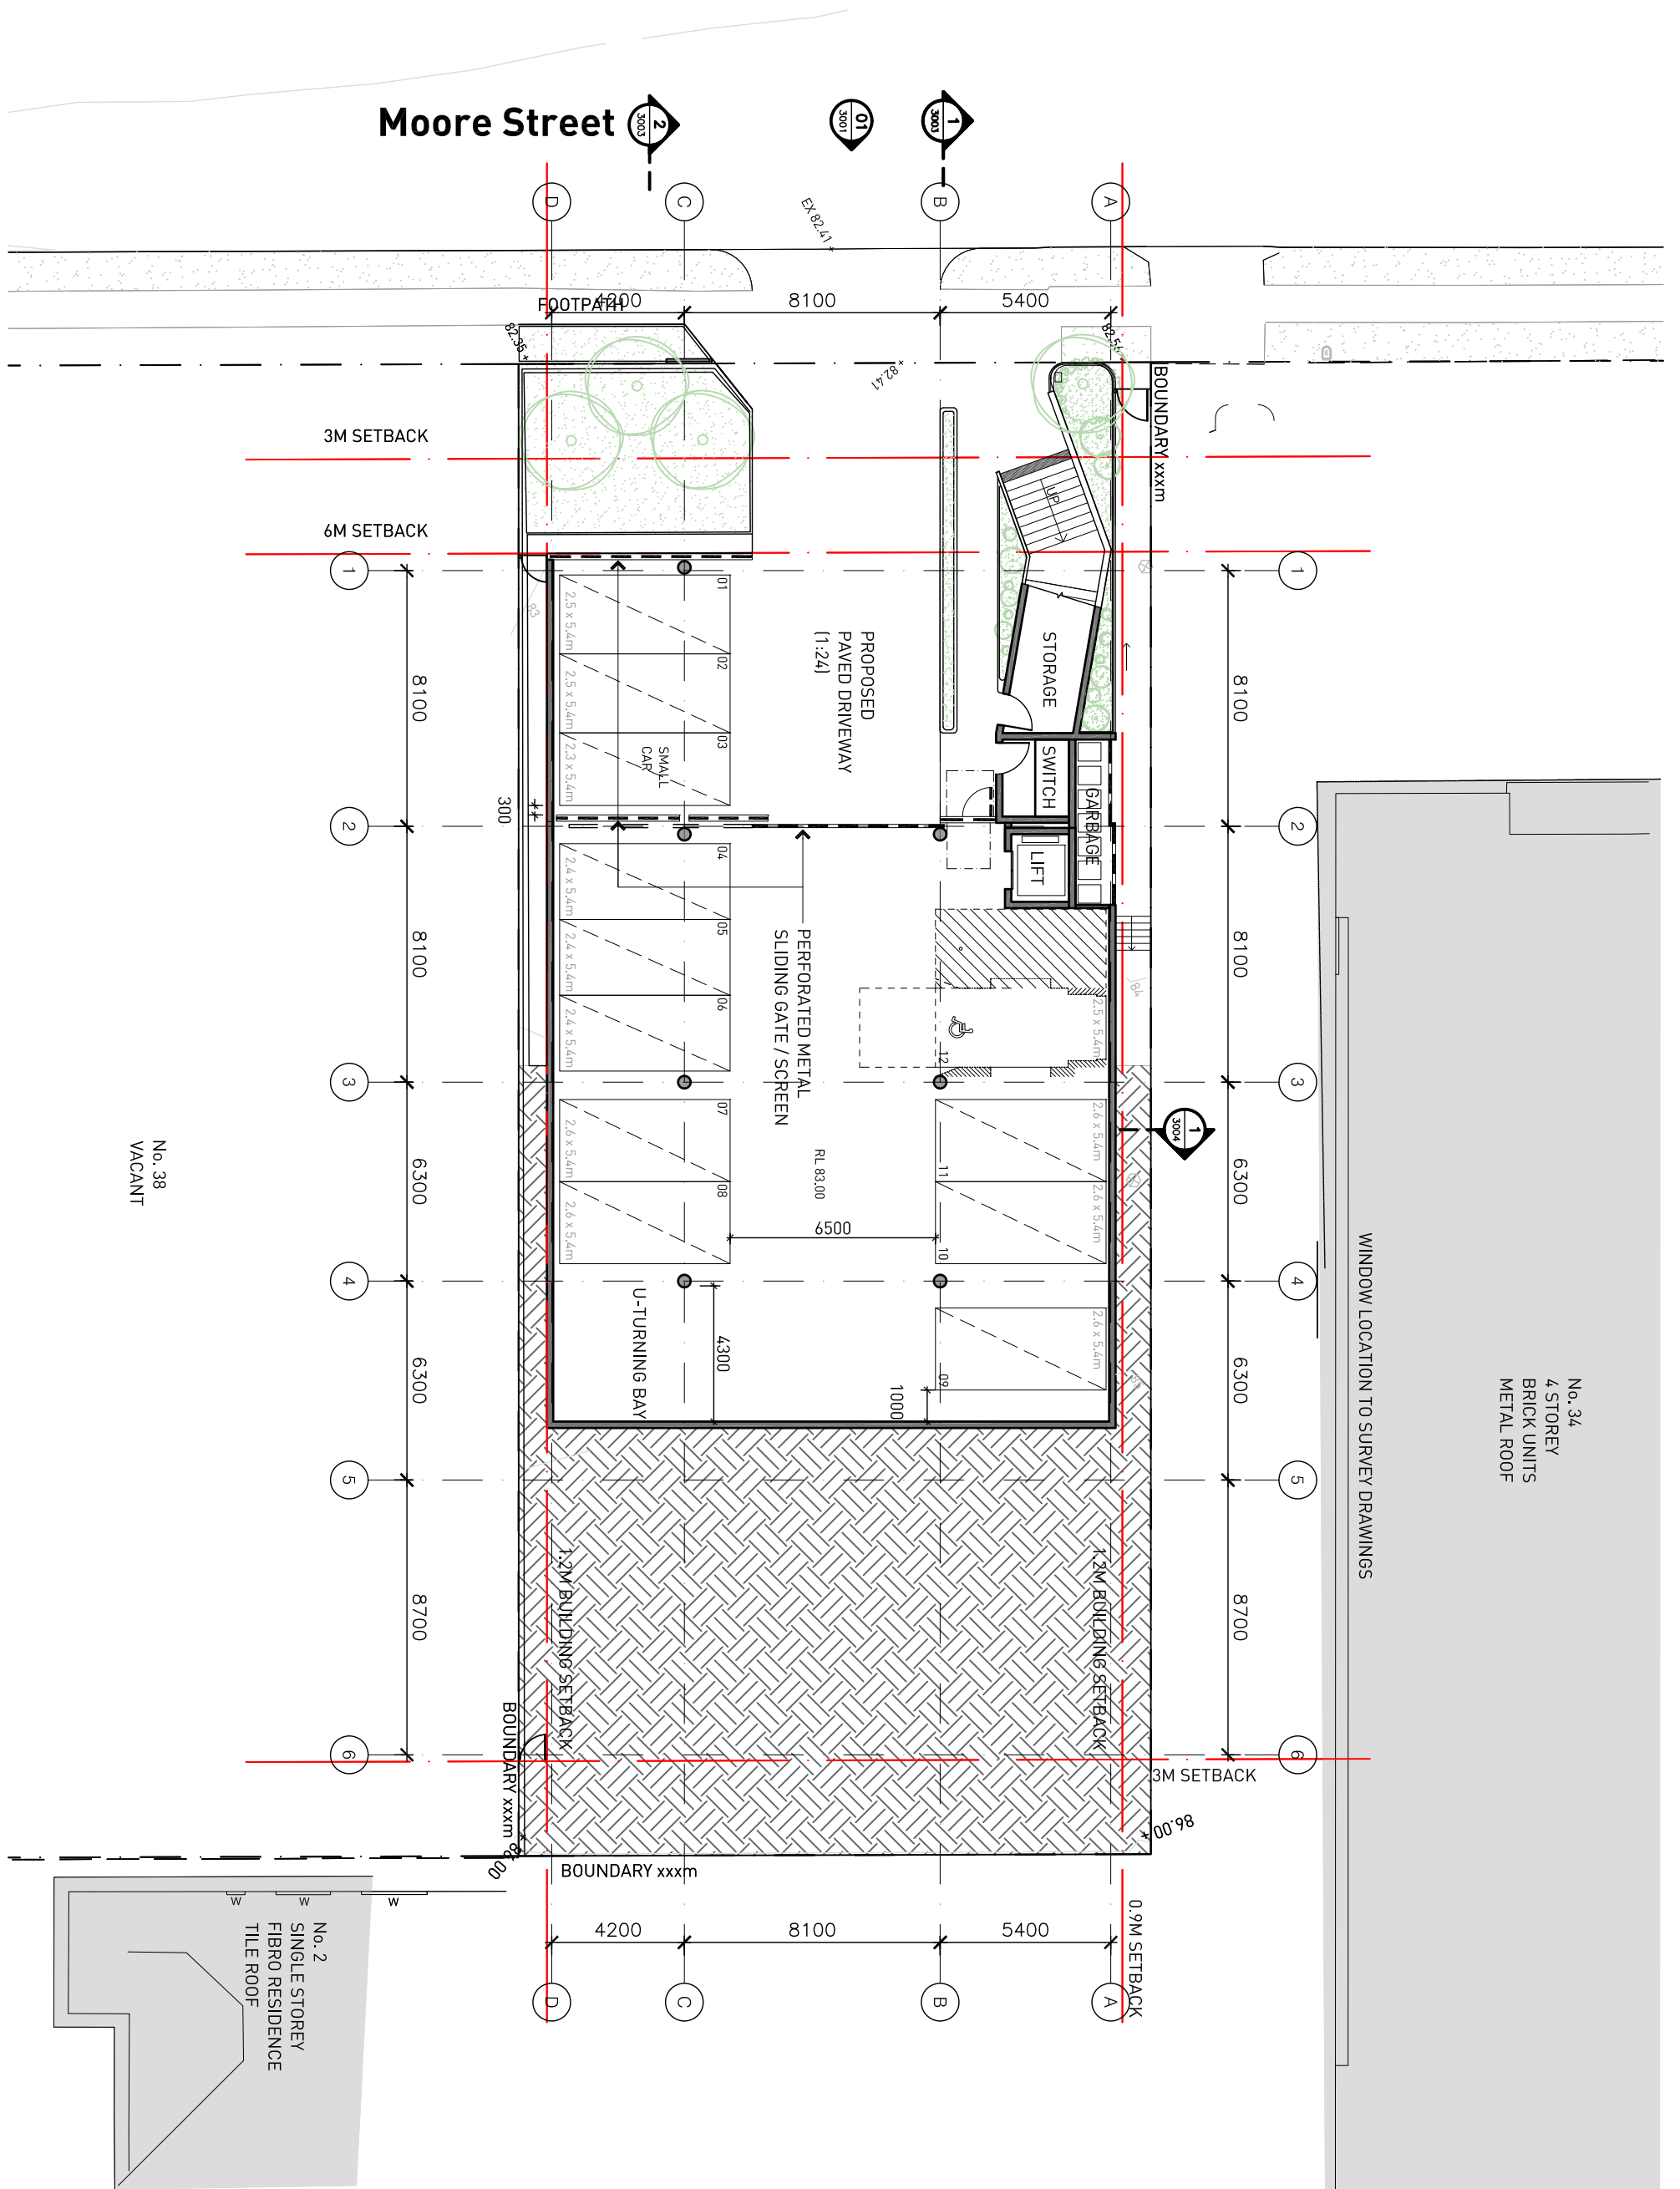 Moore Street
2
3003
01
3001
1
3003
D
C
B
A
EX 82.41
FOOTPATH
4200
8100
5400
82.35
82.41
BOUNDARY xxxm
3M SETBACK
6M SETBACK
UP
1
1
01
2.5 x 5.4m
02
2.5 x 5.4m
03
2.3 x 5.4m
SMALL
CAR
83
PROPOSED
PAVED DRIVEWAY
(1:24)
STORAGE
SWITCH
GARBAGE
LIFT
8100
8100
300
2
2
04
2.4 x 5.4m
05
2.4 x 5.4m
06
2.4 x 5.4m
PERFORATED METAL
SLIDING GATE / SCREEN
2.5 x 5.4m
12
84
8100
8100
3
3
07
2.6 x 5.4m
08
2.6 x 5.4m
RL 83.00
11
2.6 x 5.4m
10
2.6 x 5.4m
6500
1
3004
6300
6300
4
4
U-TURNING BAY
4300
1000
09
2.6 x 5.4m
6300
6300
5
5
1.2M BUILDING SETBACK
1.2M BUILDING SETBACK
8700
8700
6
6
BOUNDARY xxxm
3M SETBACK
86.00
BOUNDARY xxxm
4200
8100
5400
0.9M SETBACK
D
C
B
A
No. 38
VACANT
WINDOW LOCATION TO SURVEY DRAWINGS
No. 34
4 STOREY
BRICK UNITS
METAL ROOF
W
W
W
No. 2
SINGLE STOREY
FIBRO RESIDENCE
TILE ROOF